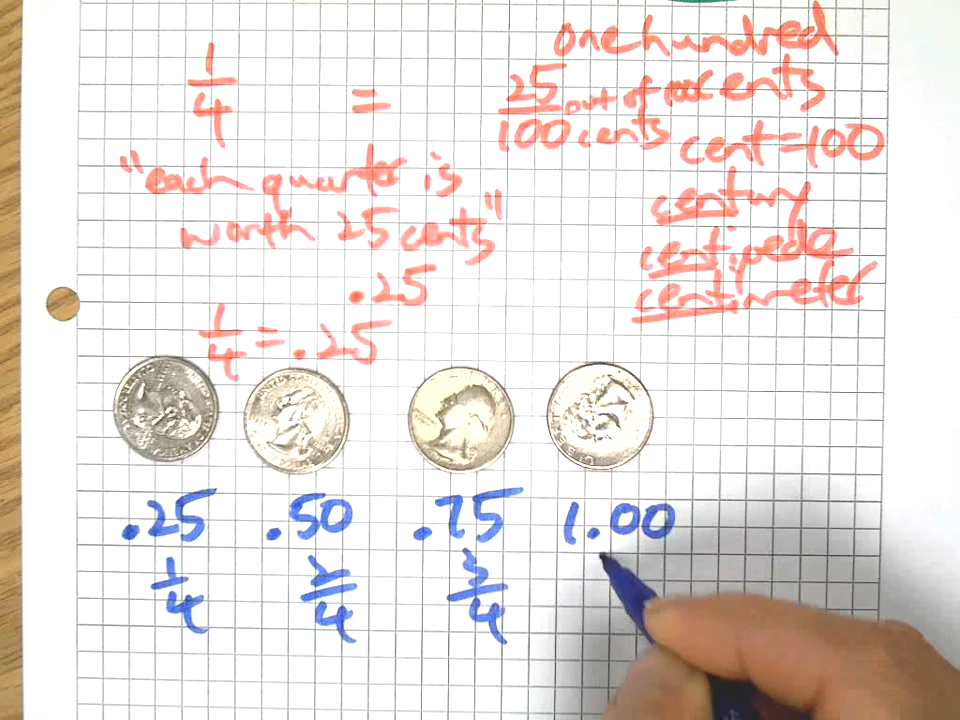 one hundred
1/4 = 25/100 out of 100 cents
cents cent = 100
"each quarter is
worth 25 cents"
century
centipede
centimeter
.25
1/4 = .25
.25 .50 .75 1.00
1/4 2/4 3/4